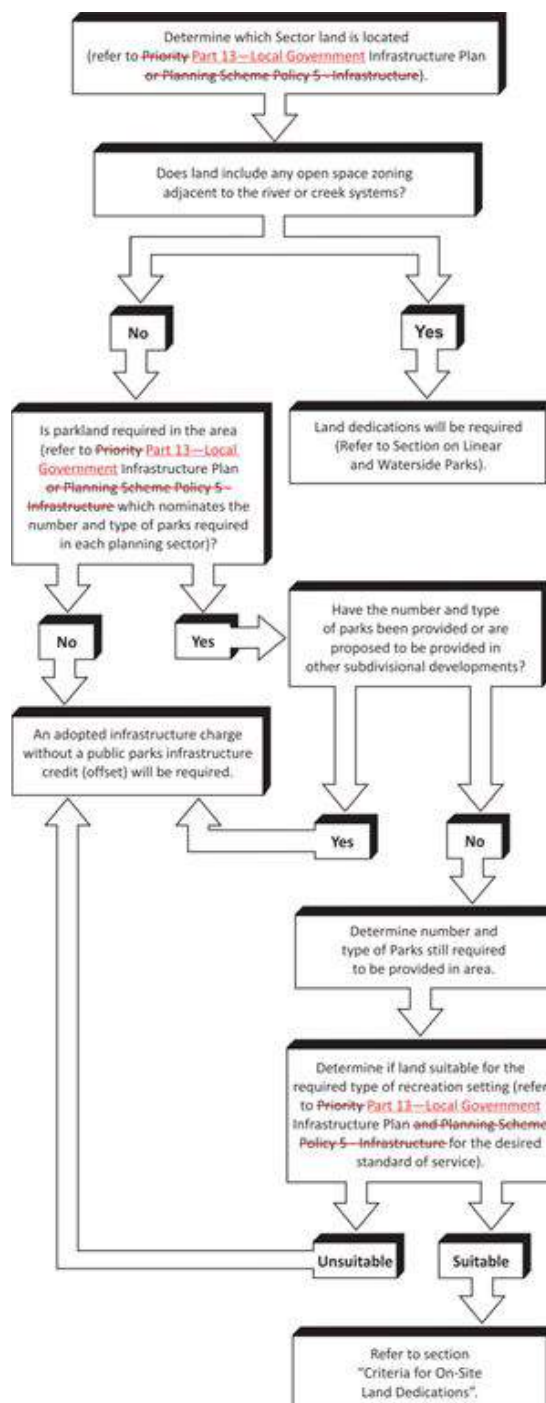 Determine which Sector land is located
(refer to Priority Part 13—Local Government Infrastructure Plan
or Planning Scheme Policy 5 - Infrastructure).
Does land include any open space zoning
adjacent to the river or creek systems?
No
Yes
Is parkland required in the area
(refer to Priority Part 13—Local
Government Infrastructure Plan
or Planning Scheme Policy 5 -
Infrastructure which nominates the
number and type of parks required
in each planning sector)?
Land dedications will be required
(Refer to Section on Linear
and Waterside Parks).
No
Yes
Have the number and type
of parks been provided or are
proposed to be provided in
other subdivisional developments?
An adopted infrastructure charge
without a public parks infrastructure
credit (offset) will be required.
Yes
No
Determine number and
type of Parks still required
to be provided in area.
Determine if land suitable for the
required type of recreation setting (refer
to Priority Part 13—Local Government
Infrastructure Plan and Planning Scheme
Policy 5 - Infrastructure for the desired
standard of service).
Unsuitable
Suitable
Refer to section
"Criteria for On-Site
Land Dedications".